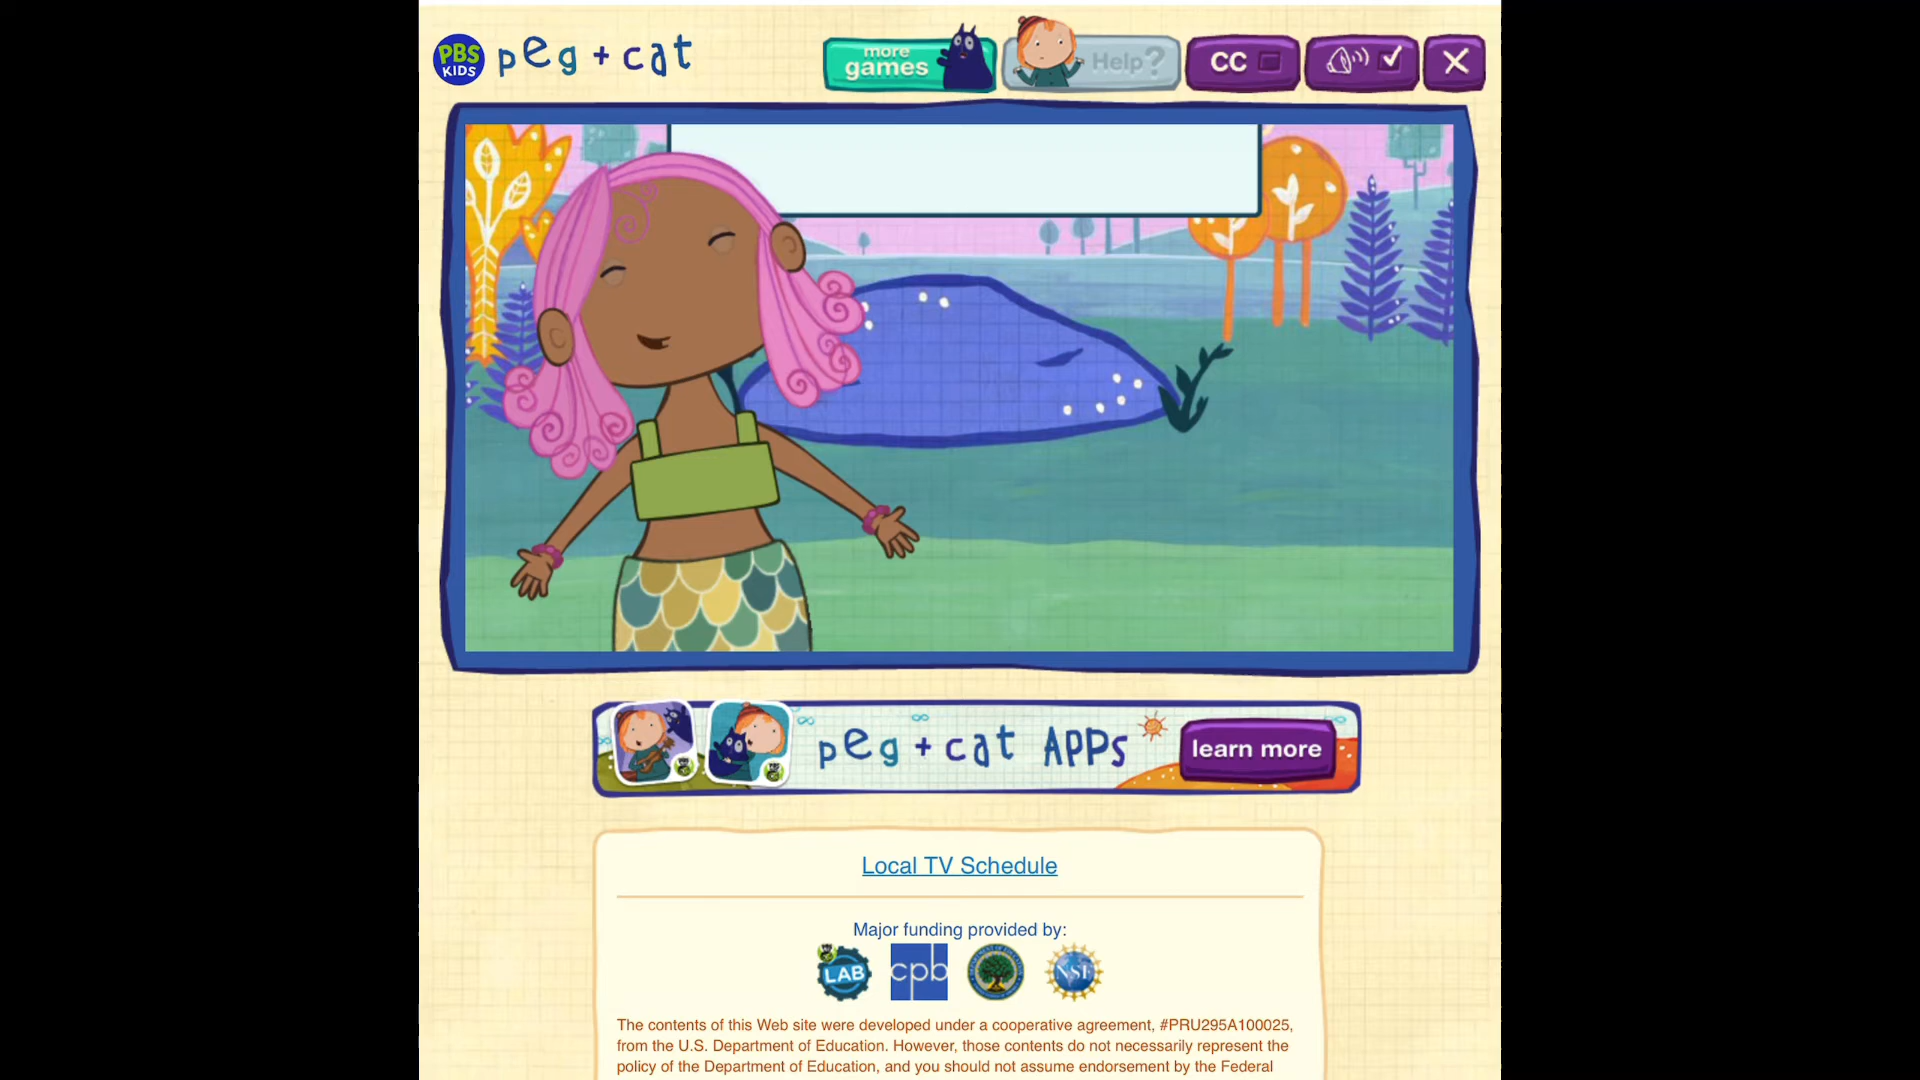 PBS
KIDS
peg + cat
more
games
Help?
CC
peg + cat APPS
learn more
Local TV Schedule
Major funding provided by:
LAB
cpb
NSF
The contents of this Web site were developed under a cooperative agreement, #PRU295A100025,
from the U.S. Department of Education. However, those contents do not necessarily represent the
policy of the Department of Education, and you should not assume endorsement by the Federal